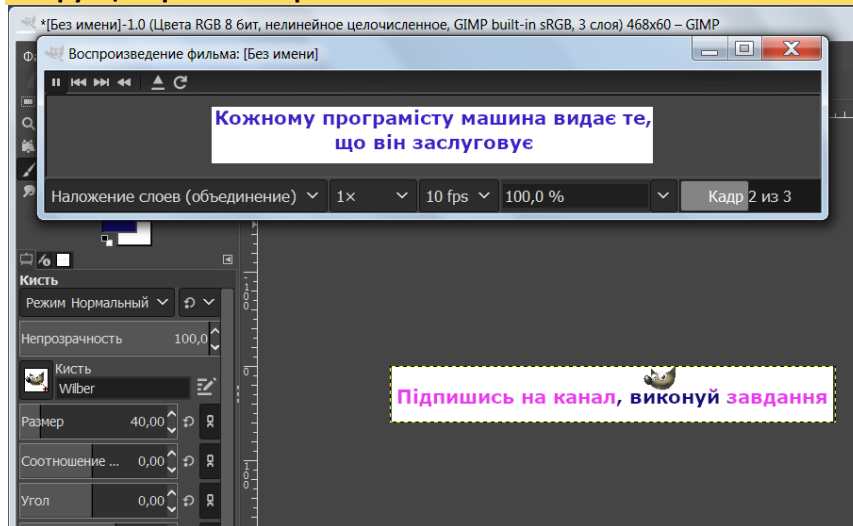 *[Без имени]-1.0 (Цвета RGB 8 бит, нелинейное целочисленное, GIMP built-in sRGB, 3 слоя) 468x60 – GIMP
Воспроизведение фильма: [Без имени]
Кожному програмісту машина видає те,
що він заслуговує
Наложение слоев (объединение) 1× 10 fps 100,0 % Кадр 2 из 3
Кисть
Режим Нормальный
Непрозрачность 100,0
Кисть
Wilber
Размер 40,00
Соотношение ... 0,00
Угол 0,00
100
0
100
Підпишись на канал, виконуй завдання